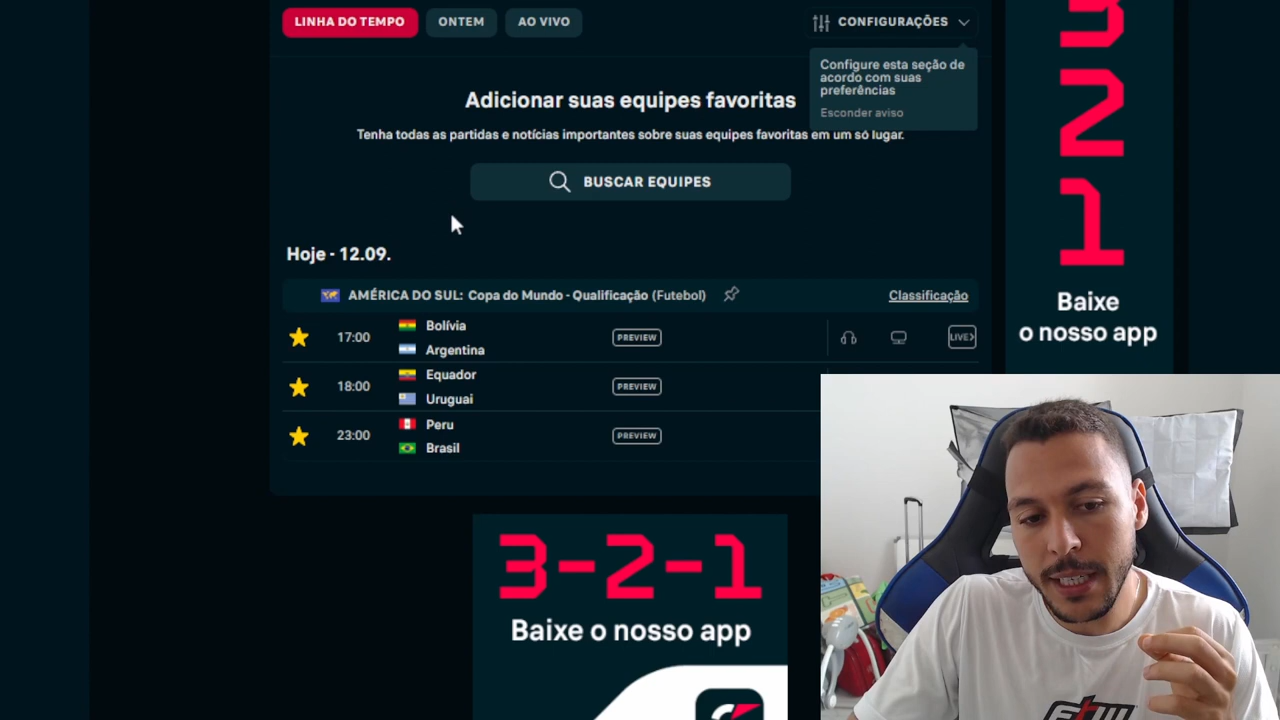 LINHA DO TEMPO
ONTEM
AO VIVO
CONFIGURAÇÕES
Configure esta seção de
acordo com suas
preferências
Esconder aviso
Adicionar suas equipes favoritas
Tenha todas as partidas e notícias importantes sobre suas equipes favoritas em um só lugar.
BUSCAR EQUIPES
Hoje - 12.09.
AMÉRICA DO SUL: Copa do Mundo - Qualificação (Futebol)
Classificação
17:00
Bolívia
Argentina
PREVIEW
LIVE
18:00
Equador
Uruguai
PREVIEW
23:00
Peru
Brasil
PREVIEW
3-2-1
Baixe o nosso app
3
2
1
Baixe
o nosso app